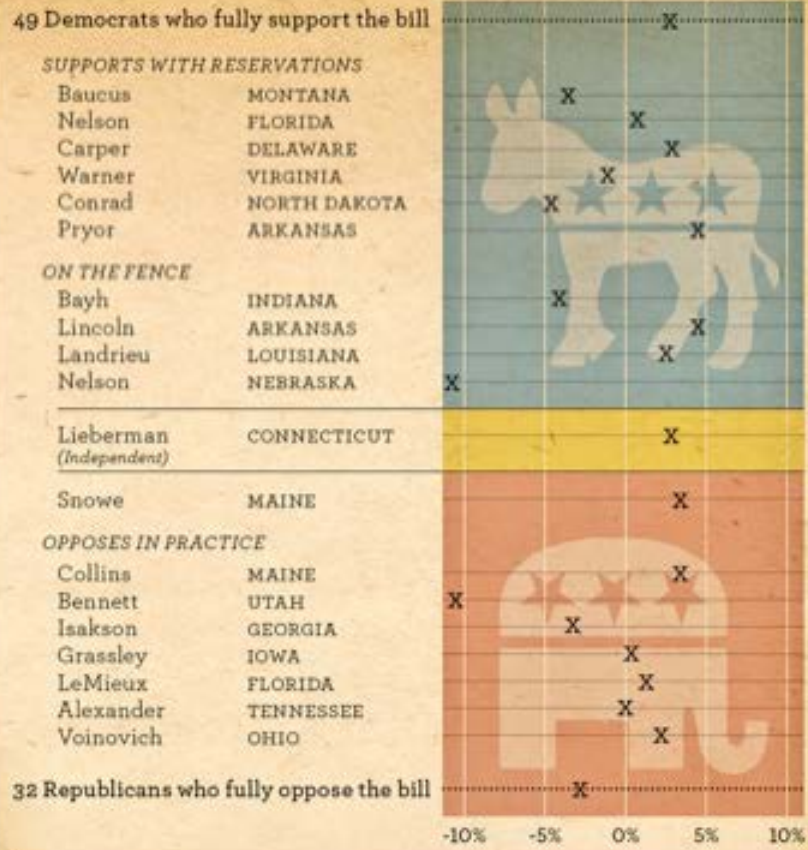 49 Democrats who fully support the bill X
SUPPORTS WITH RESERVATIONS
Baucus MONTANA X
Nelson FLORIDA X
Carper DELAWARE X
Warner VIRGINIA X
Conrad NORTH DAKOTA X
Pryor ARKANSAS X
ON THE FENCE
Bayh INDIANA X
Lincoln ARKANSAS X
Landrieu LOUISIANA X
Nelson NEBRASKA X
Lieberman CONNECTICUT X
(Independent)
Snowe MAINE X
OPPOSES IN PRACTICE
Collins MAINE X
Bennett UTAH X
Isakson GEORGIA X
Grassley IOWA X
LeMieux FLORIDA X
Alexander TENNESSEE X
Voinovich OHIO X
32 Republicans who fully oppose the bill X
-10% -5% 0% 5% 10%